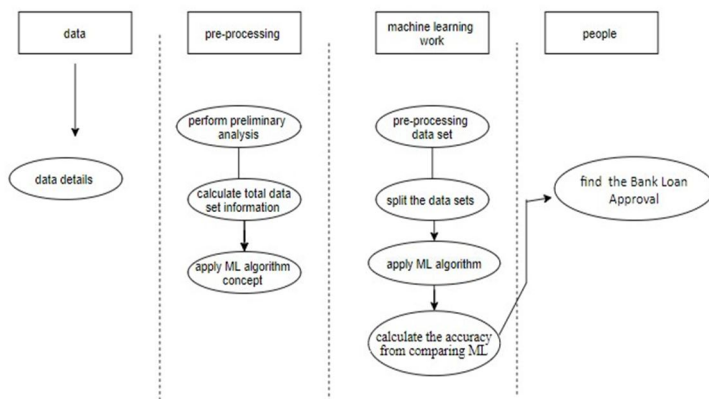 data
pre-processing
machine learning
work
people
data details
perform preliminary
analysis
calculate total data
set information
apply ML algorithm
concept
pre-processing
data set
split the data sets
apply ML algorithm
calculate the accuracy
from comparing ML
find the Bank Loan
Approval